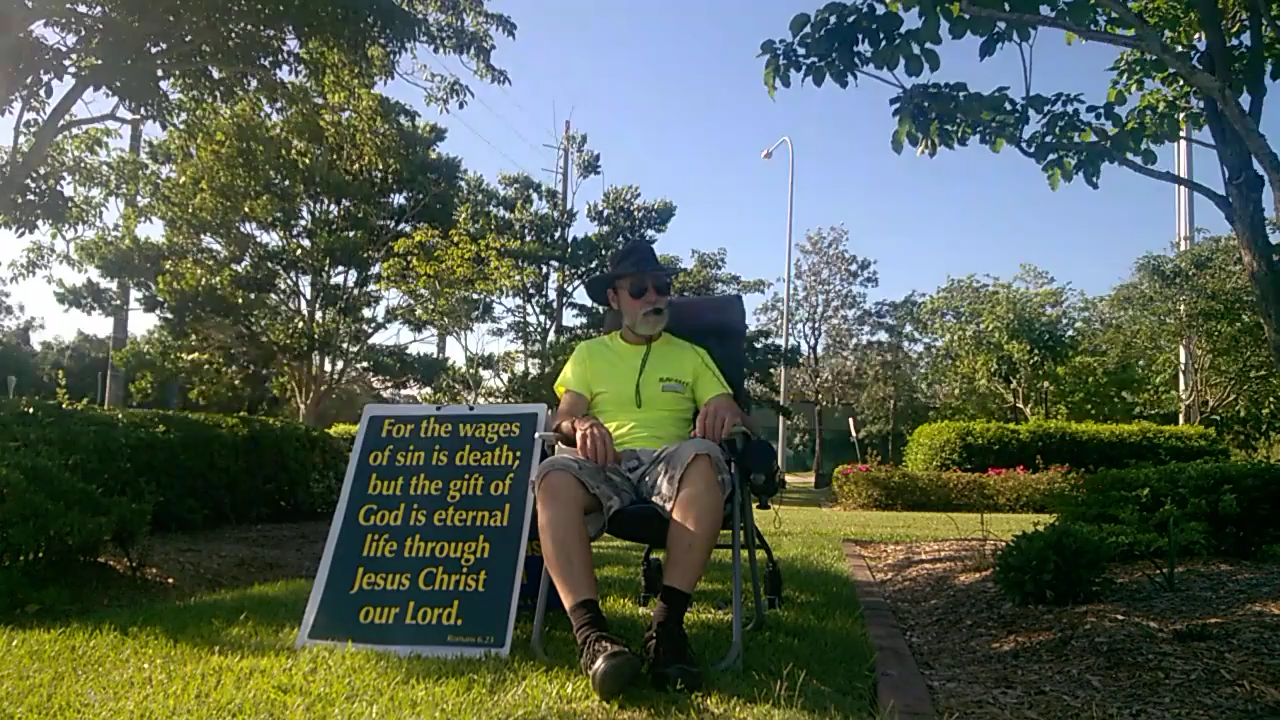 For the wages
of sin is death;
but the gift of
God is eternal
life through
Jesus Christ
our Lord.
Romans 6.23